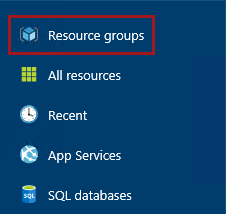 Resource groups
All resources
Recent
App Services
SQL databases